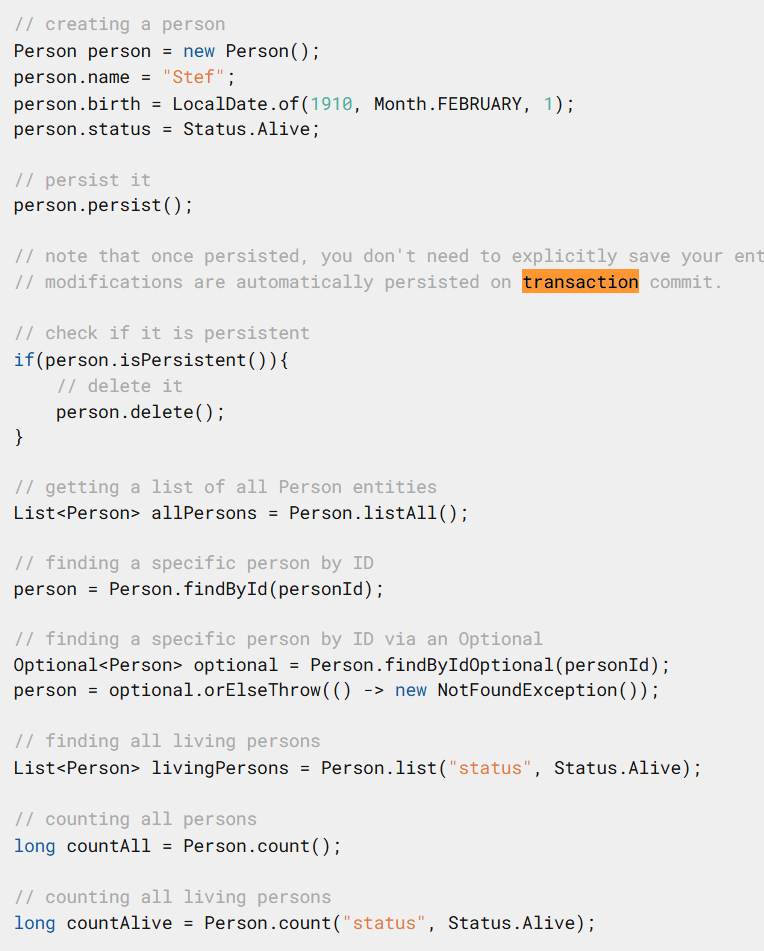 // creating a person
Person person = new Person();
person.name = "Stef";
person.birth = LocalDate.of(1910, Month.FEBRUARY, 1);
person.status = Status.Alive;

// persist it
person.persist();

// note that once persisted, you don't need to explicitly save your ent
// modifications are automatically persisted on transaction commit.

// check if it is persistent
if(person.isPersistent()){
    // delete it
    person.delete();
}

// getting a list of all Person entities
List<Person> allPersons = Person.listAll();

// finding a specific person by ID
person = Person.findById(personId);

// finding a specific person by ID via an Optional
Optional<Person> optional = Person.findByIdOptional(personId);
person = optional.orElseThrow(() -> new NotFoundException());

// finding all living persons
List<Person> livingPersons = Person.list("status", Status.Alive);

// counting all persons
long countAll = Person.count();

// counting all living persons
long countAlive = Person.count("status", Status.Alive);